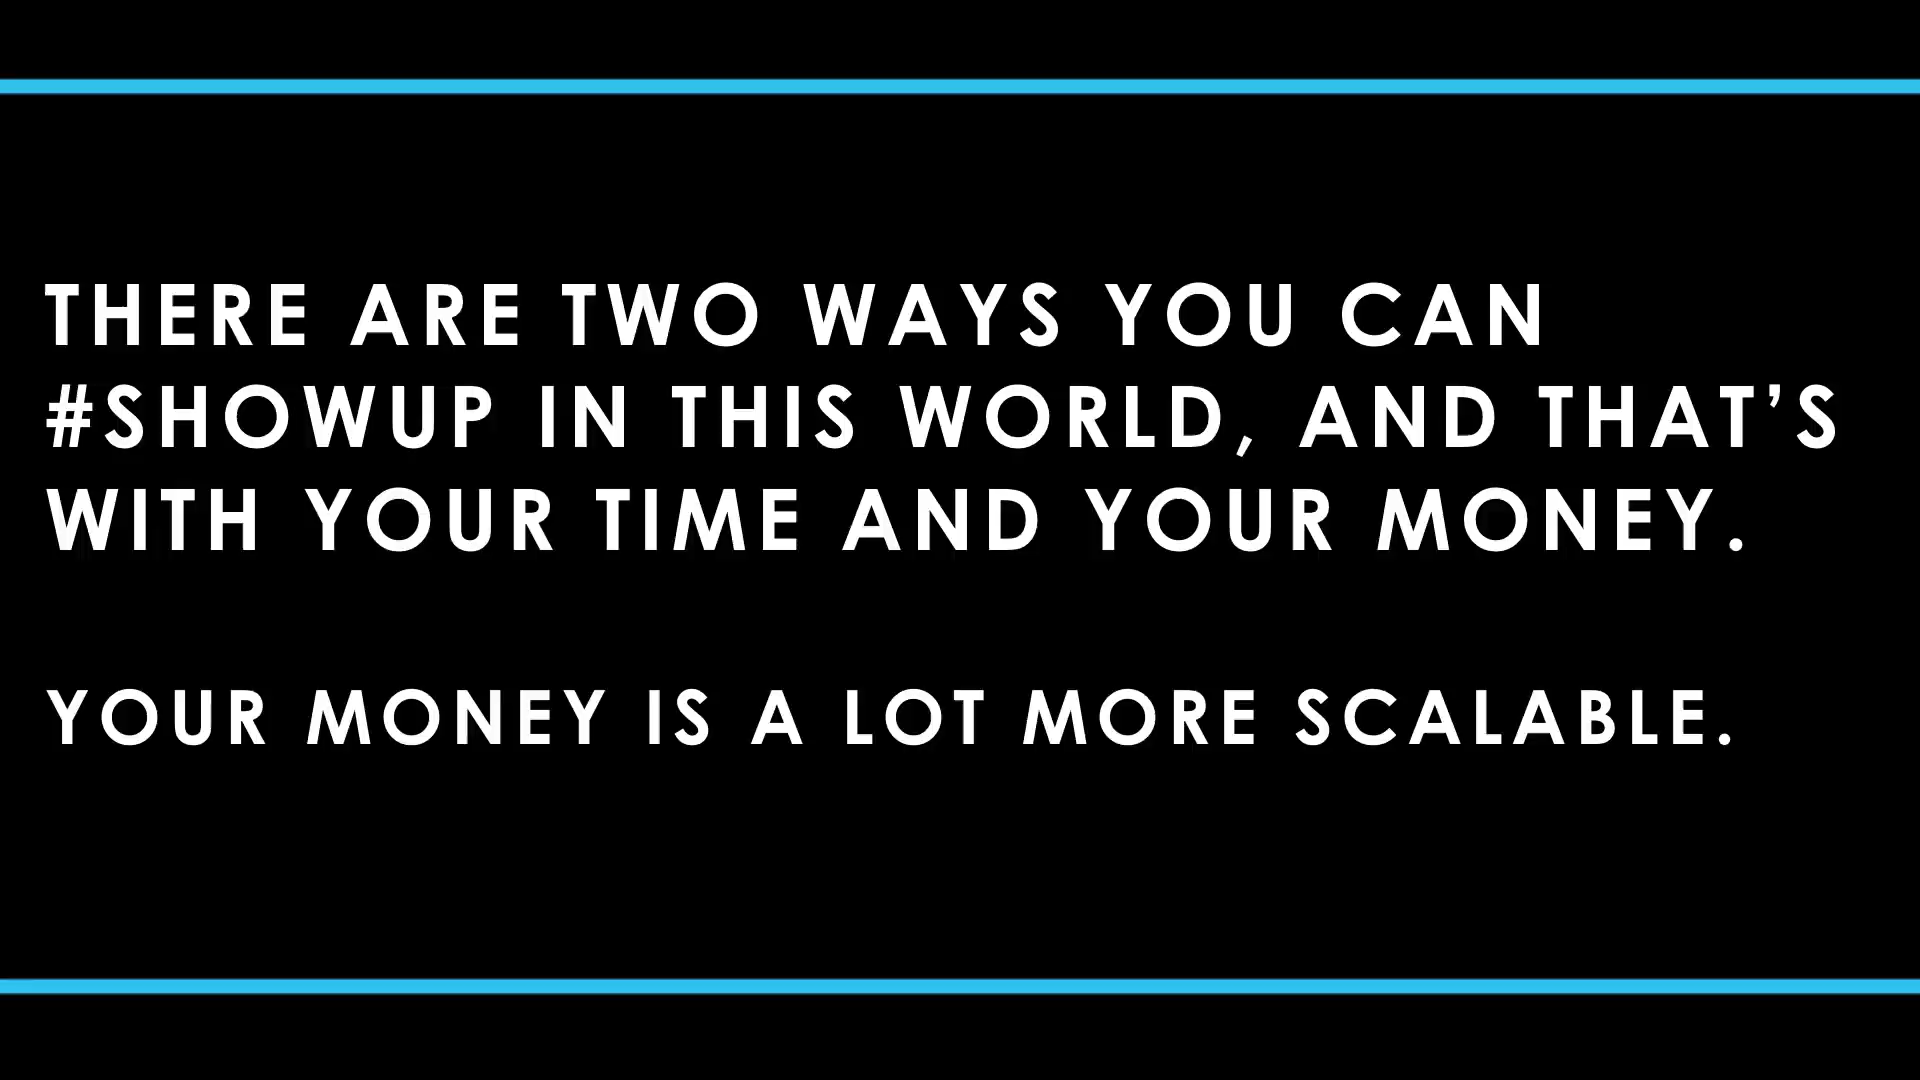 THERE ARE TWO WAYS YOU CAN
#SHOWUP IN THIS WORLD, AND THAT’S
WITH YOUR TIME AND YOUR MONEY.
YOUR MONEY IS A LOT MORE SCALABLE.